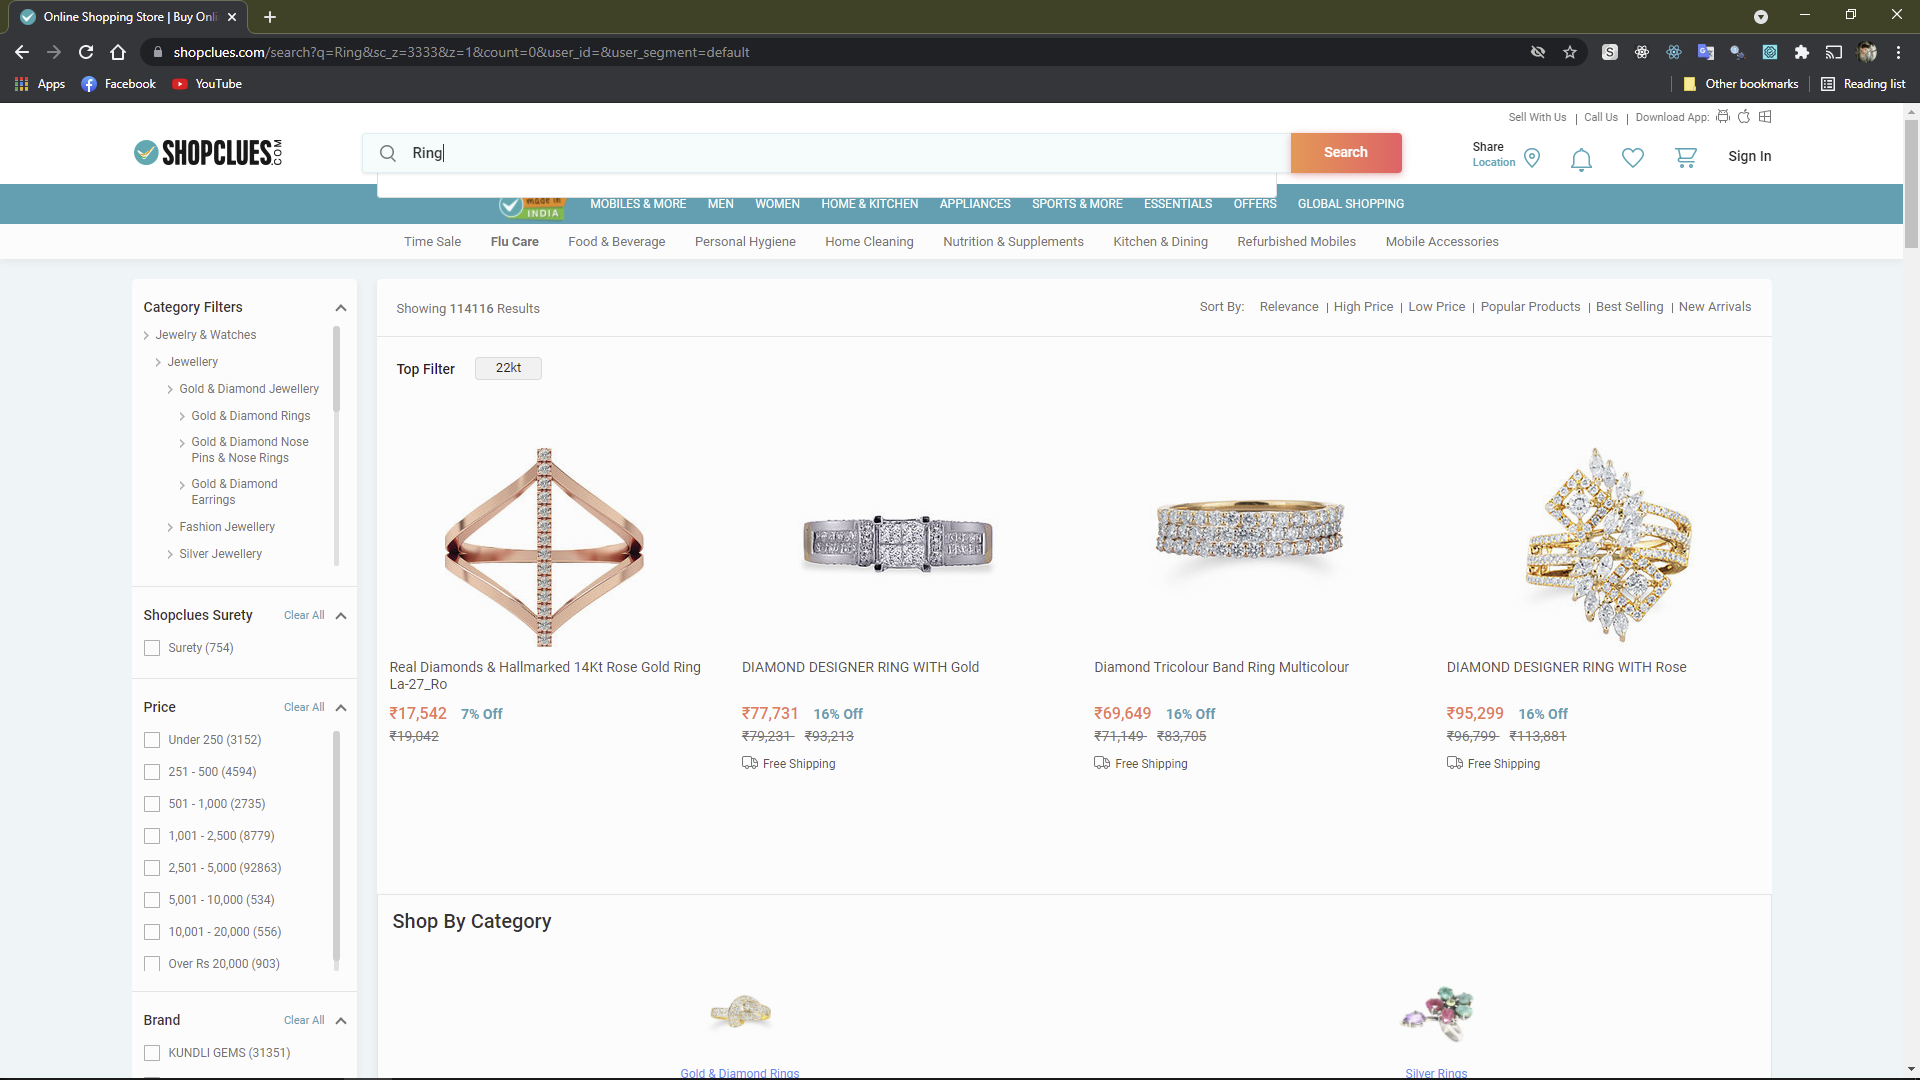 Online Shopping Store | Buy Onli
shopclues.com/search?q=Ring&sc_z=3333&z=1&count=0&user_id=&user_segment=default
Apps Facebook YouTube Other bookmarks Reading list
Sell With Us | Call Us | Download App:
SHOPCLUES.COM
Ring
Search
Share
Location
Sign In
made in
INDIA
MOBILES & MORE MEN WOMEN HOME & KITCHEN APPLIANCES SPORTS & MORE ESSENTIALS OFFERS GLOBAL SHOPPING
Time Sale Flu Care Food & Beverage Personal Hygiene Home Cleaning Nutrition & Supplements Kitchen & Dining Refurbished Mobiles Mobile Accessories
Category Filters
Jewelry & Watches
Jewellery
Gold & Diamond Jewellery
Gold & Diamond Rings
Gold & Diamond Nose
Pins & Nose Rings
Gold & Diamond
Earrings
Fashion Jewellery
Silver Jewellery
Shopclues Surety Clear All
Surety (754)
Price Clear All
Under 250 (3152)
251 - 500 (4594)
501 - 1,000 (2735)
1,001 - 2,500 (8779)
2,501 - 5,000 (92863)
5,001 - 10,000 (534)
10,001 - 20,000 (556)
Over Rs 20,000 (903)
Brand Clear All
KUNDLI GEMS (31351)
Showing 114116 Results
Sort By: Relevance | High Price | Low Price | Popular Products | Best Selling | New Arrivals
Top Filter 22kt
Real Diamonds & Hallmarked 14Kt Rose Gold Ring
La-27_Ro
₹17,542 7% Off
₹19,042
DIAMOND DESIGNER RING WITH Gold
₹77,731 16% Off
₹79,231 ₹93,213
Free Shipping
Diamond Tricolour Band Ring Multicolour
₹69,649 16% Off
₹71,149 ₹83,705
Free Shipping
DIAMOND DESIGNER RING WITH Rose
₹95,299 16% Off
₹96,799 ₹113,881
Free Shipping
Shop By Category
Gold & Diamond Rings
Silver Rings